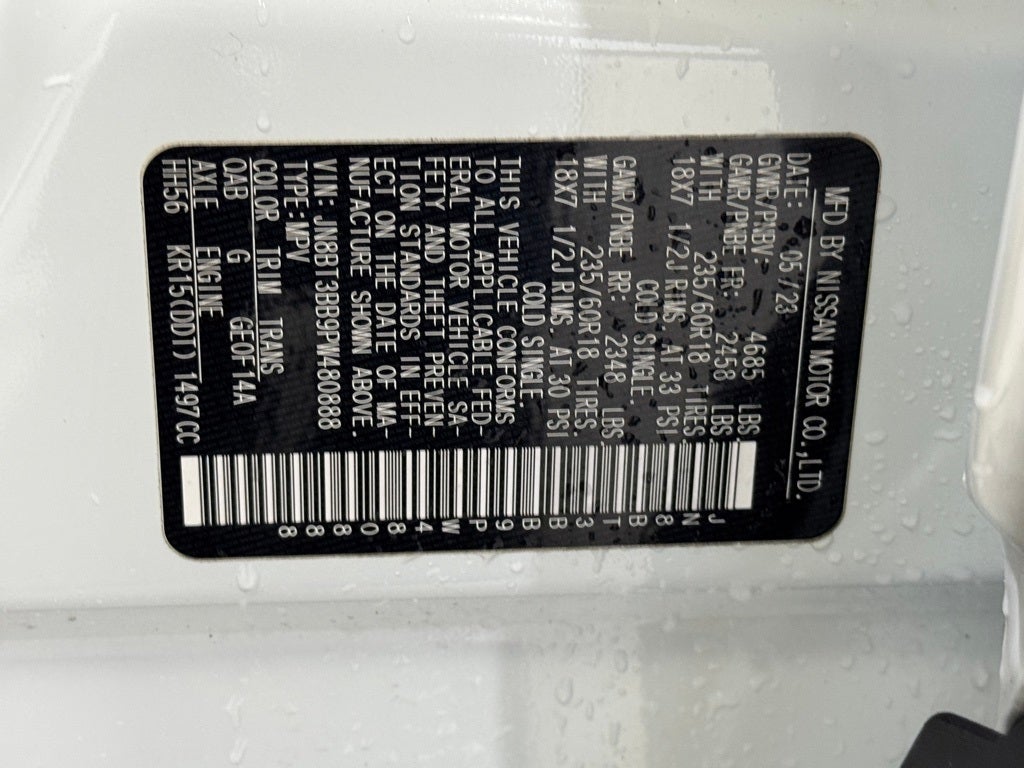 MFD BY NISSAN MOTOR CO.,LTD.
DATE: 05/23
GVWR/PNBV: 4685 LBS.
GAWR/PNBE FR: 2458 LBS
WITH 235/60R18 TIRES
18X7 1/2J RIMS AT 33 PSI
COLD SINGLE.
GAWR/PNBE RR: 2348 LBS.
WITH 235/60R18 TIRES.
18X7 1/2J RIMS. AT 30 PSI
COLD SINGLE
THIS VEHICLE CONFORMS
TO ALL APPLICABLE FED-
ERAL MOTOR VEHICLE SA-
FETY AND THEFT PREVEN-
TION STANDARDS IN EFF-
ECT ON THE DATE OF MA-
NUFACTURE SHOWN ABOVE.
VIN: JN8BT3BB9PW480888
TYPE:MPV
COLOR TRIM TRANS
QAB G GE0F14A
AXLE ENGINE
HH56 KR15(DDT) 1497CC
JN8BT3BB9PW480888